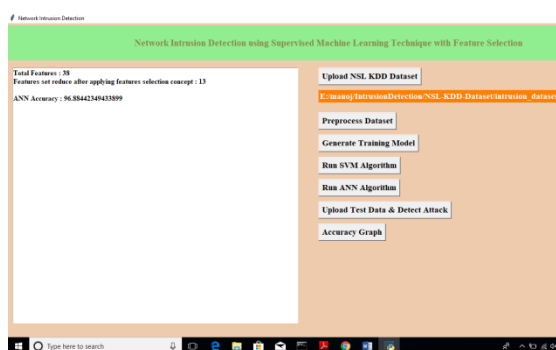 Network Intrusion Detection
Network Intrusion Detection using Supervised Machine Learning Technique with Feature Selection
Total Features : 38
Features set reduce after applying features selection concept : 13
ANN Accuracy : 96.88442349433899
Upload NSL KDD Dataset
E:/manoj/IntrusionDetection/NSL-KDD-Dataset/intrusion_dataset
Preprocess Dataset
Generate Training Model
Run SVM Algorithm
Run ANN Algorithm
Upload Test Data & Detect Attack
Accuracy Graph
Type here to search